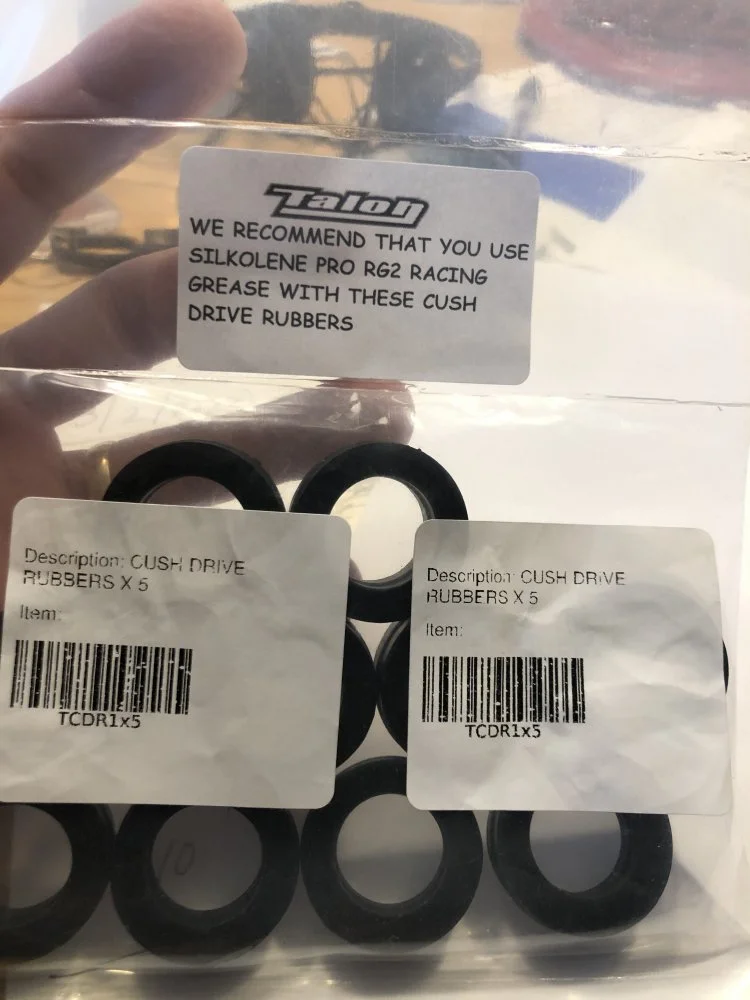 Talon
WE RECOMMEND THAT YOU USE
SILKOLENE PRO RG2 RACING
GREASE WITH THESE CUSH
DRIVE RUBBERS
Description: CUSH DRIVE
RUBBERS X 5
Item:
TCDR1x5
Description: CUSH DRIVE
RUBBERS X 5
Item:
TCDR1x5
10